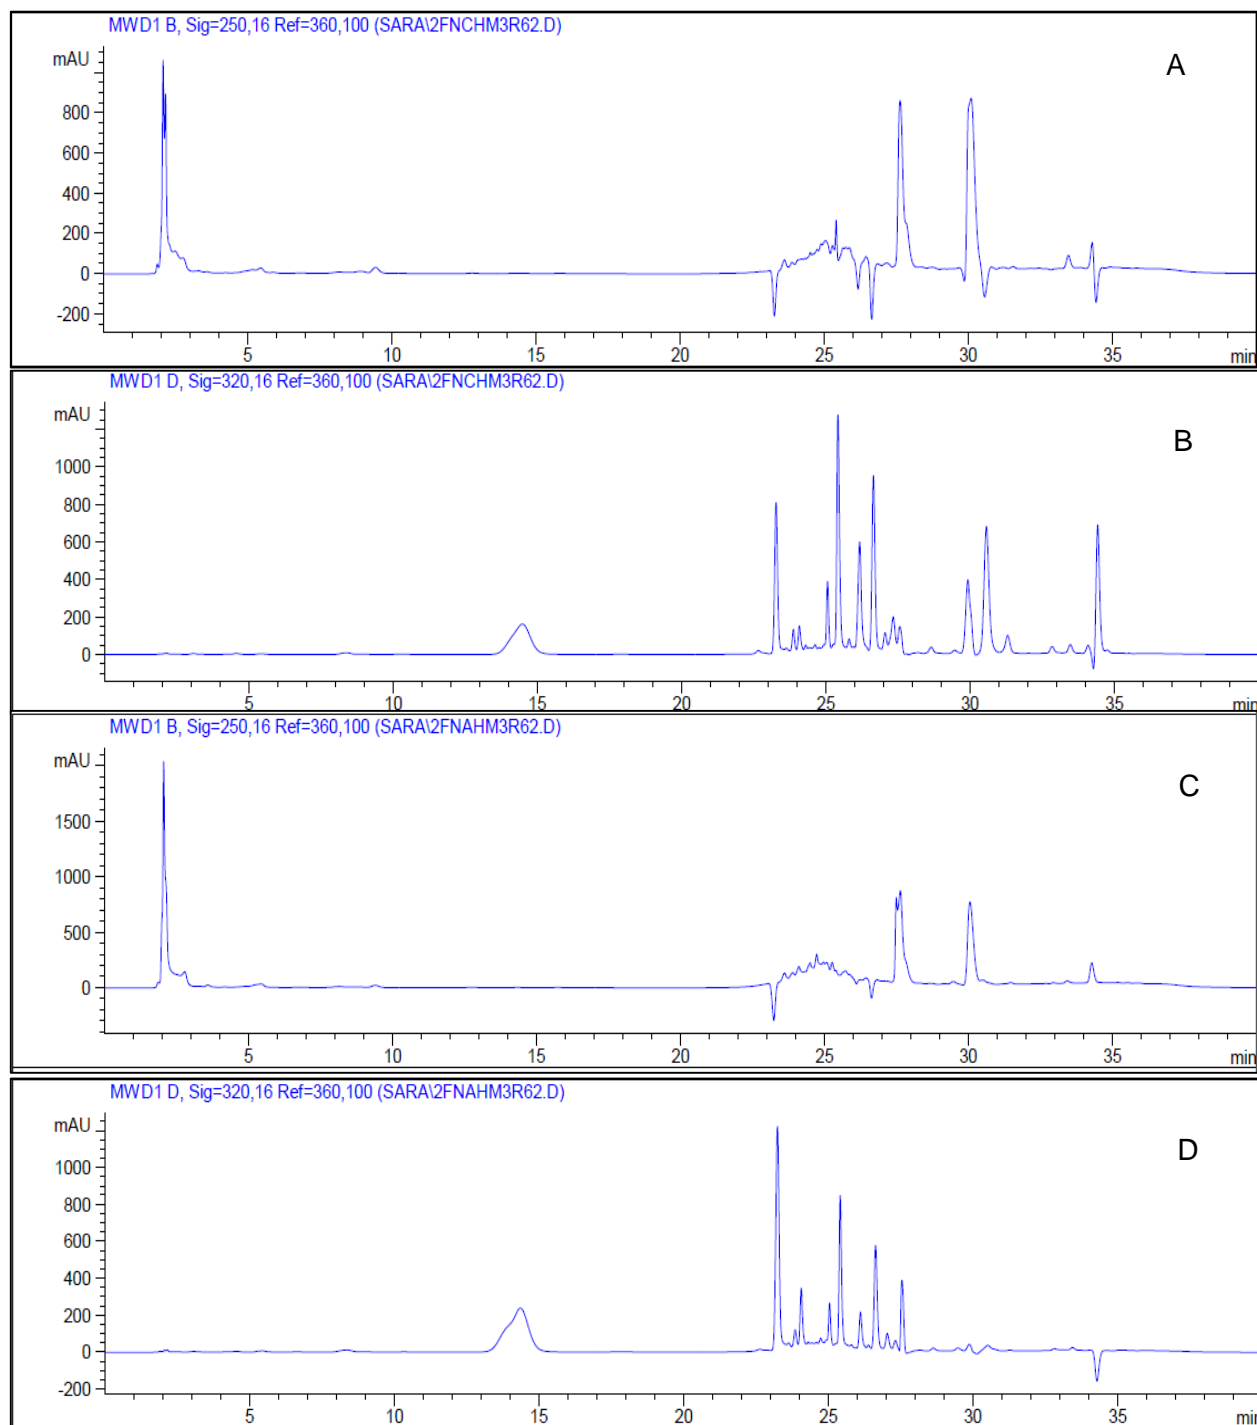 MWD1 B, Sig=250,16 Ref=360,100 (SARA\2FNCHM3R62.D)
A
mAU
800
600
400
200
0
-200
5 10 15 20 25 30 35 min
MWD1 D, Sig=320,16 Ref=360,100 (SARA\2FNCHM3R62.D)
mAU
B
1000
800
600
400
200
0
5 10 15 20 25 30 35 min
MWD1 B, Sig=250,16 Ref=360,100 (SARA\2FNAHM3R62.D)
mAU
C
1500
1000
500
0
5 10 15 20 25 30 35 min
MWD1 D, Sig=320,16 Ref=360,100 (SARA\2FNAHM3R62.D)
mAU
D
1000
800
600
400
200
0
-200
5 10 15 20 25 30 35 min